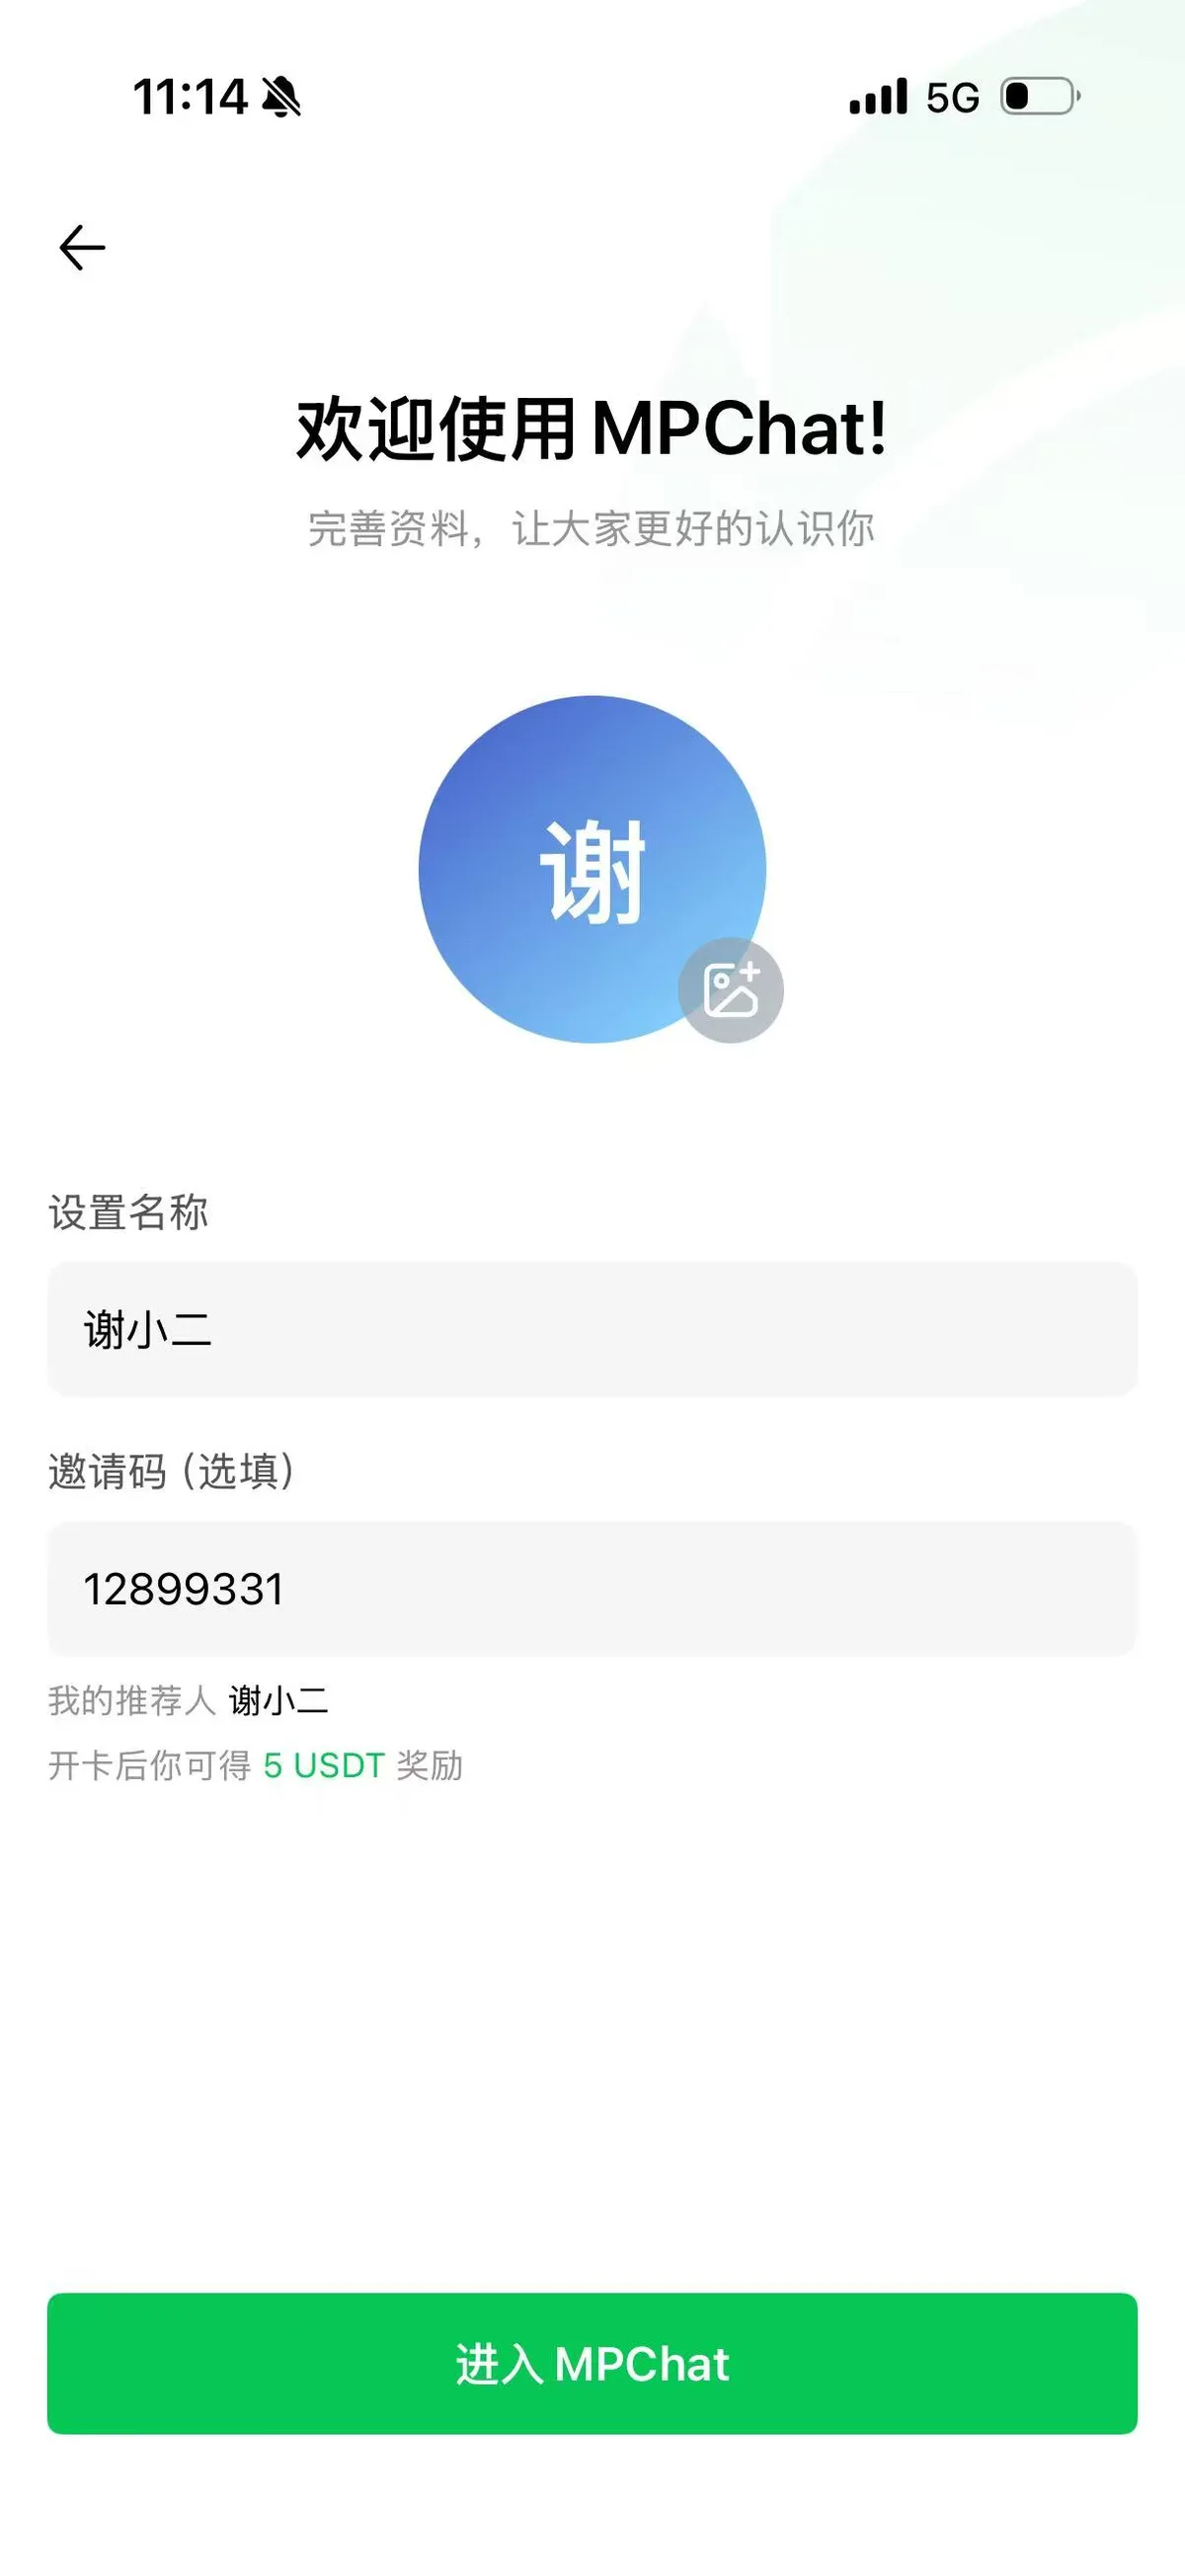 11:14 5G
欢迎使用 MPChat!
完善资料，让大家更好的认识你
谢
设置名称
谢小二
邀请码 (选填)
12899331
我的推荐人 谢小二
开卡后你可得 5 USDT 奖励
进入 MPChat